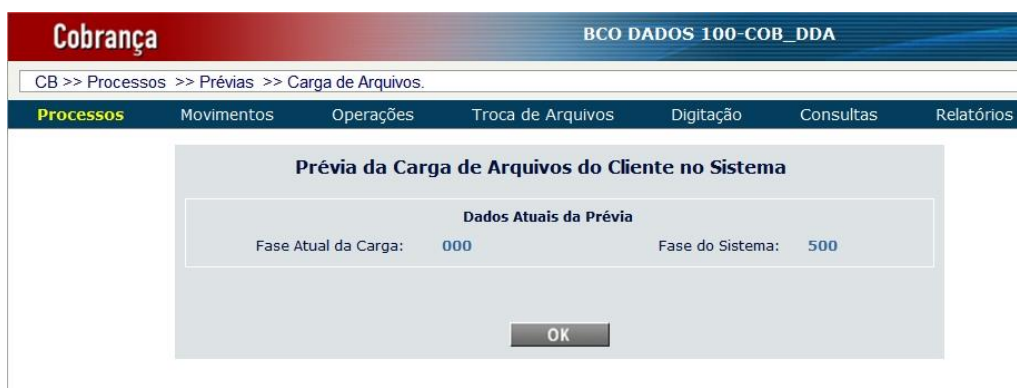 Cobrança
BCO DADOS 100-COB_DDA
CB >> Processos >> Prévias >> Carga de Arquivos.
Processos Movimentos Operações Troca de Arquivos Digitação Consultas Relatórios
Prévia da Carga de Arquivos do Cliente no Sistema
Dados Atuais da Prévia
Fase Atual da Carga: 000 Fase do Sistema: 500
OK